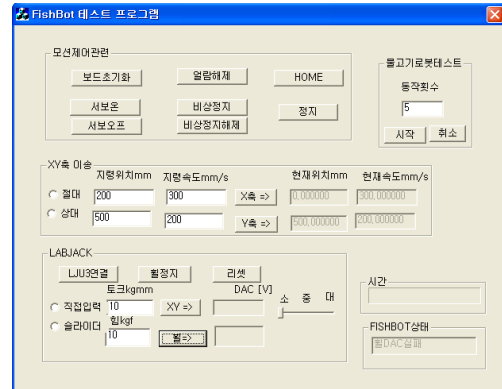 FishBot 테스트 프로그램
모션제어관련
보드초기화 알람해제 HOME
서보온 비상정지 정지
서보오프 비상정지해제
물고기로봇테스트
동작횟수
5
시작 취소
XY축 이송
지령위치mm 지령속도mm/s 현재위치mm 현재속도mm/s
절대 200 300 X축 => 0,000000 300,000000
상대 500 200 Y축 => 500,000000 200,000000
LABJACK
LJU3연결 휠정지 리셋
토크kgmm DAC [V] 소 중 대
직접입력 10 XY =>
슬라이더 힘kgf
10 휠=>
시간
FISHBOT상태
휠DAC실패